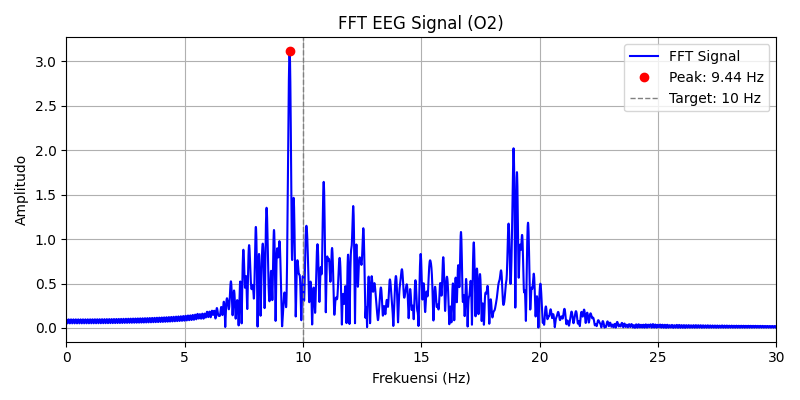 FFT EEG Signal (O2)
Amplitudo
3.0
2.5
2.0
1.5
1.0
0.5
0.0
FFT Signal
Peak: 9.44 Hz
Target: 10 Hz
0 5 10 15 20 25 30
Frekuensi (Hz)